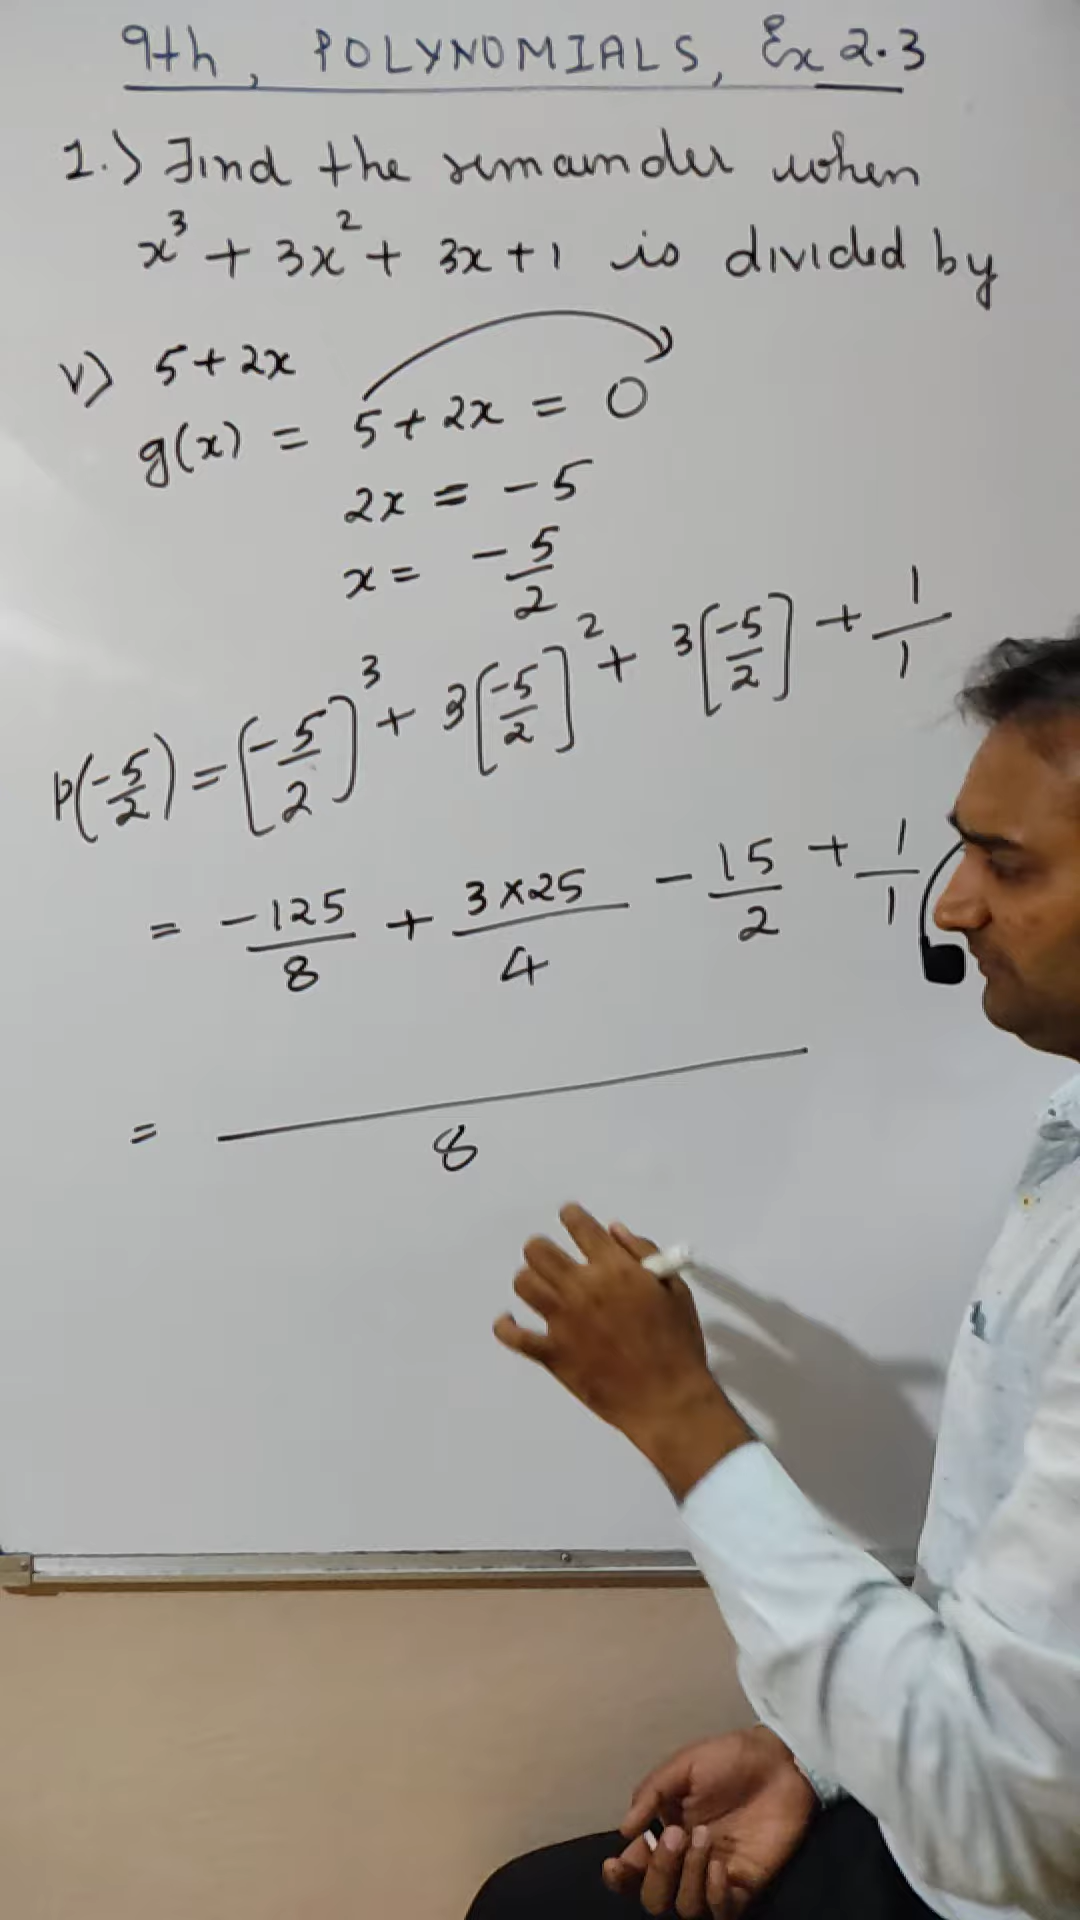 9th, POLYNOMIALS, Ex 2.3
1.) Find the remainder when
x³ + 3x² + 3x + 1 is divided by
v) 5 + 2x
g(x) = 5 + 2x = 0
2x = -5
x = -5/2
p(-5/2) = [-5/2]³ + 3[-5/2]² + 3[-5/2] + 1/1
= -125/8 + 3×25/4 - 15/2 + 1/1
= /8